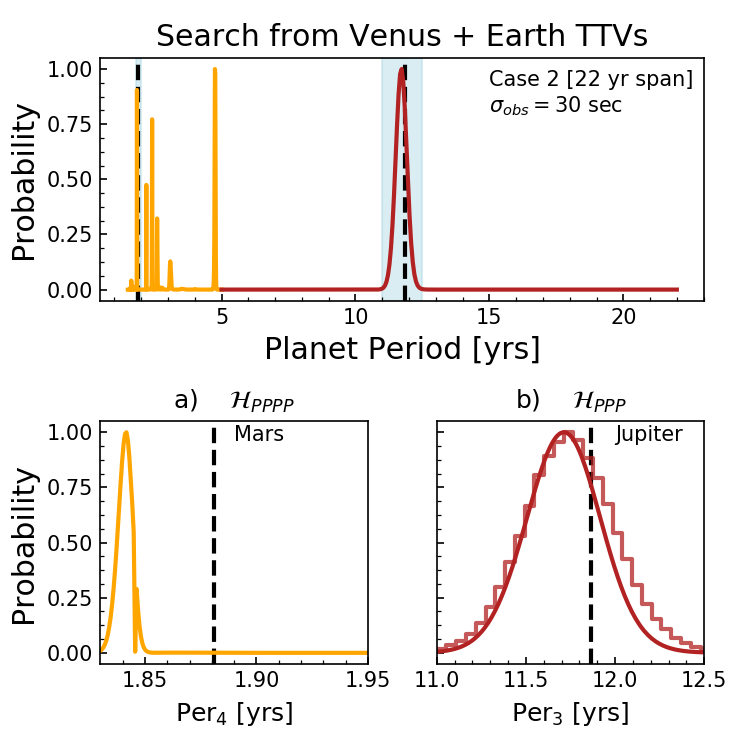 Search from Venus + Earth TTVs
Probability
1.00
0.75
0.50
0.25
0.00
Case 2 [22 yr span]
σ_obs = 30 sec
5 10 15 20
Planet Period [yrs]
a) ℋ_PPPP
Probability
1.00
0.75
0.50
0.25
0.00
Mars
1.85 1.90 1.95
Per₄ [yrs]
b) ℋ_PPP
Jupiter
11.0 11.5 12.0 12.5
Per₃ [yrs]